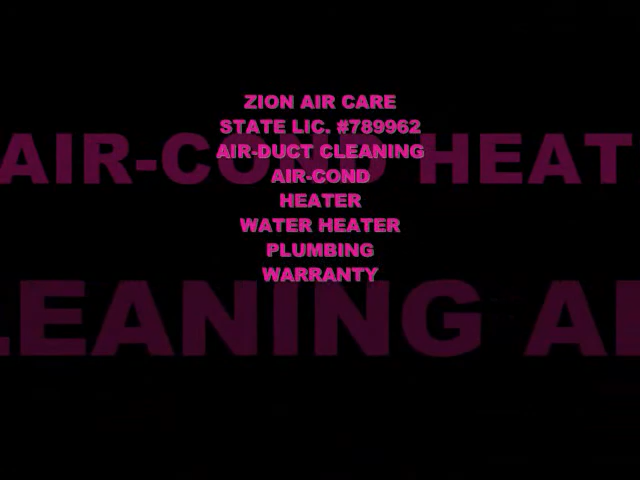 ZION AIR CARE
STATE LIC. #789962
AIR-DUCT CLEANING
AIR-COND
HEATER
WATER HEATER
PLUMBING
WARRANTY
AIR-COND HEAT
LEANING AI